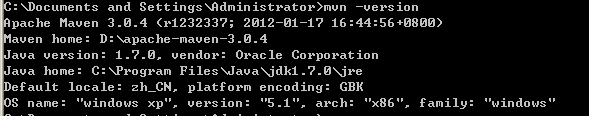 C:\Documents and Settings\Administrator>mvn -version
Apache Maven 3.0.4 (r1232337; 2012-01-17 16:44:56+0800)
Maven home: D:\apache-maven-3.0.4
Java version: 1.7.0, vendor: Oracle Corporation
Java home: C:\Program Files\Java\jdk1.7.0\jre
Default locale: zh_CN, platform encoding: GBK
OS name: "windows xp", version: "5.1", arch: "x86", family: "windows"